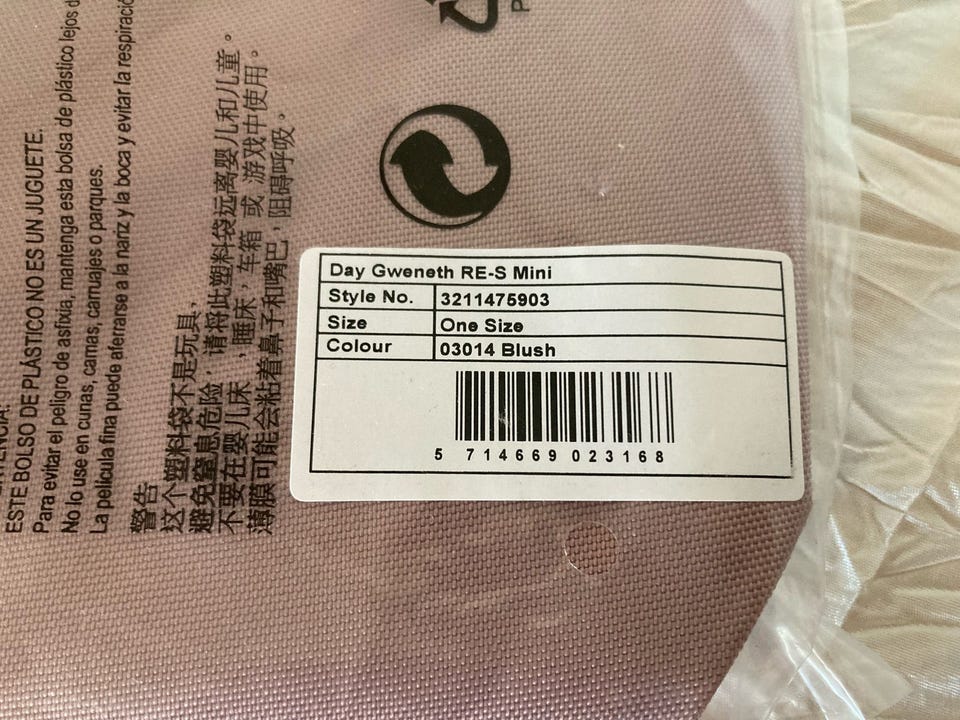 Day Gweneth RE-S Mini
Style No. 3211475903
Size One Size
Colour 03014 Blush
5 714669 023168
ESTE BOLSO DE PLÁSTICO NO ES UN JUGUETE.
Para evitar el peligro de asfixia, mantenga esta bolsa de plástico lejos
No lo use en cunas, camas, carruajes o parques.
La película fina puede aferrarse a la nariz y la boca y evitar la respiració
警告
这个塑料袋不是玩具，
避免窒息危险，请将此塑料袋远离婴儿和儿童。
不要在婴儿床，睡床，车箱 或 游戏中使用。
薄膜可能会粘着鼻子和嘴巴，阻碍呼吸。